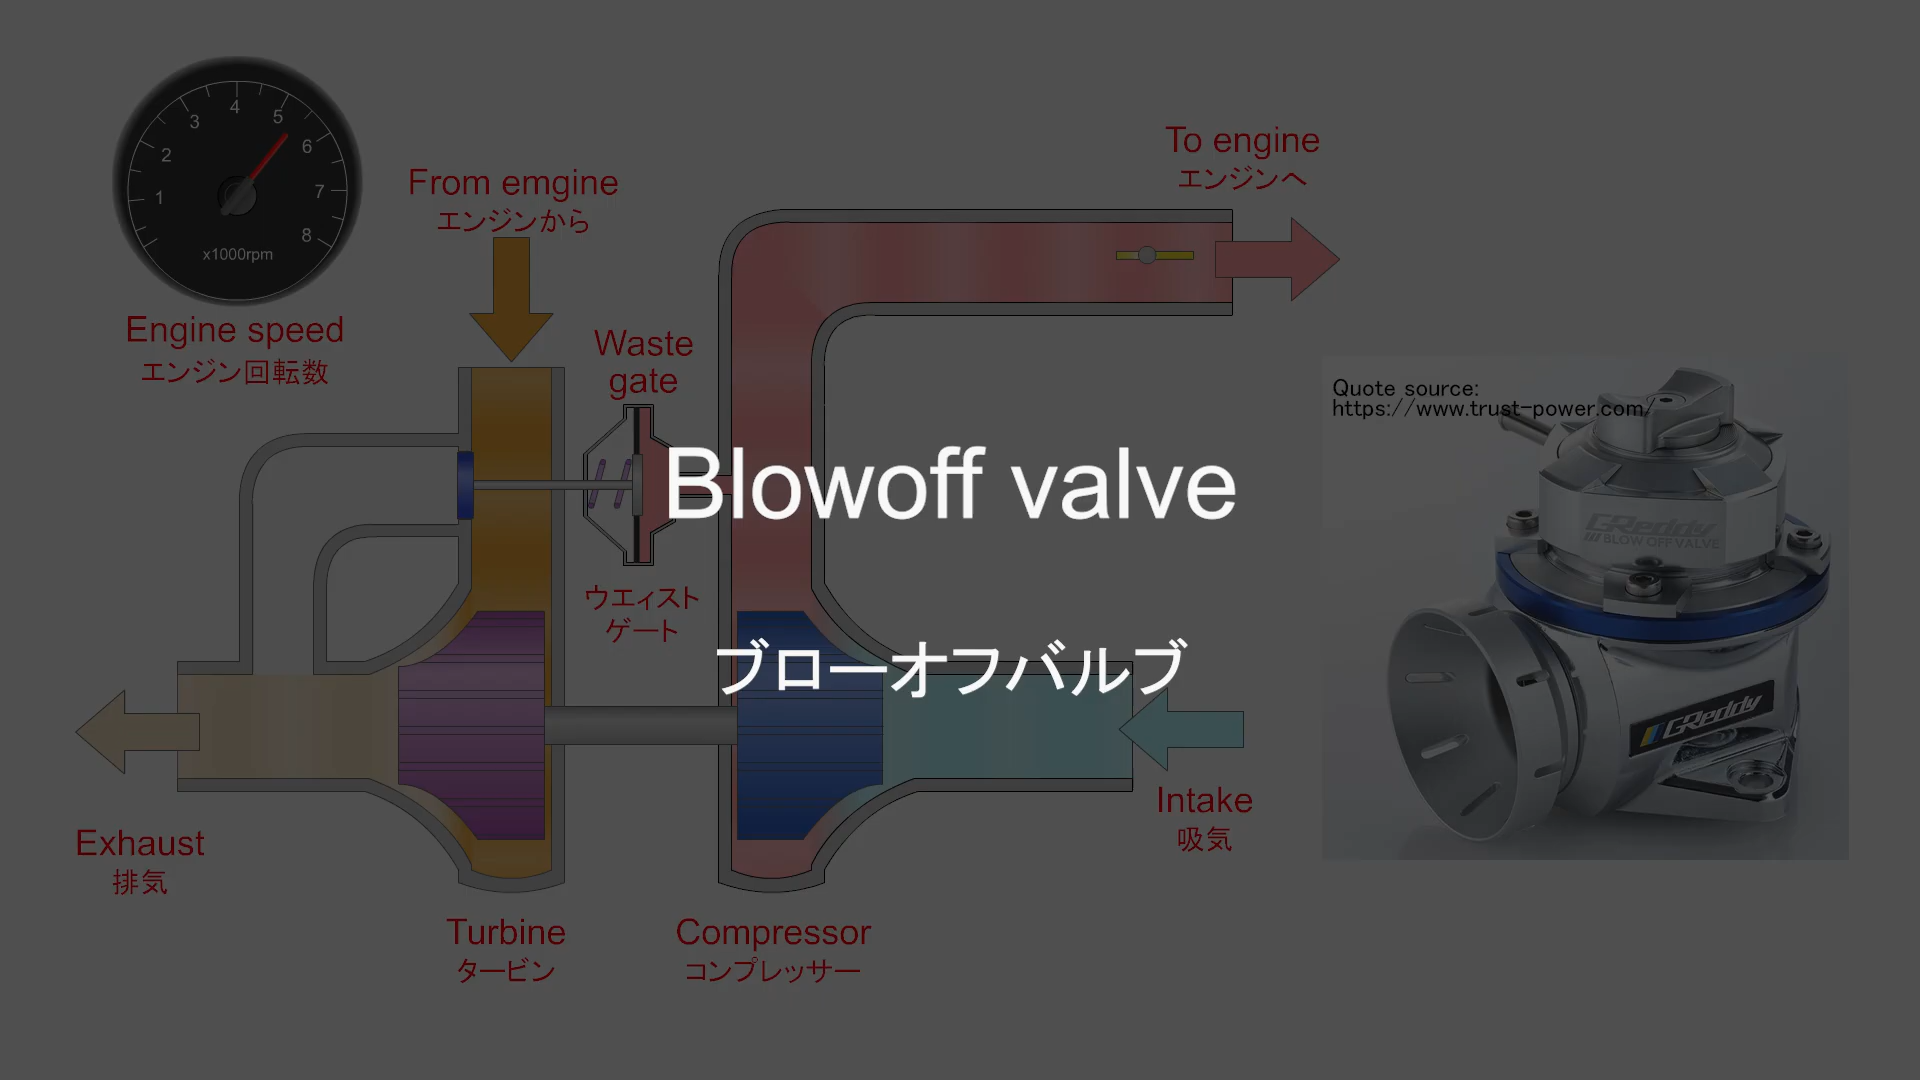 4
3
5
2
6
1
7
8
x1000rpm
Engine speed
エンジン回転数
From emgine
エンジンから
To engine
エンジンへ
Waste
gate
ウエィスト
ゲート
Quote source:
https://www.trust-power.com/
Blowoff valve
ブローオフバルブ
GReddy
BLOW OFF VALVE
GReddy
Intake
吸気
Exhaust
排気
Turbine
タービン
Compressor
コンプレッサー